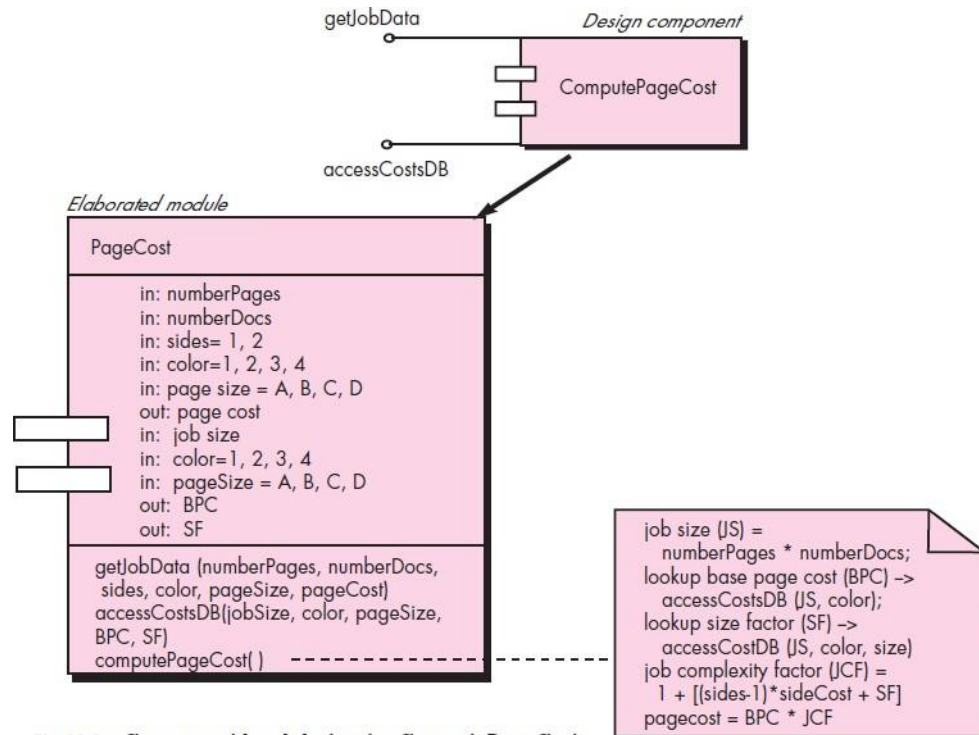 getJobData
Design component
ComputePageCost
accessCostsDB
Elaborated module
PageCost
in: numberPages
in: numberDocs
in: sides= 1, 2
in: color=1, 2, 3, 4
in: page size = A, B, C, D
out: page cost
in: job size
in: color=1, 2, 3, 4
in: pageSize = A, B, C, D
out: BPC
out: SF
getJobData (numberPages, numberDocs,
sides, color, pageSize, pageCost)
accessCostsDB(jobSize, color, pageSize,
BPC, SF)
computePageCost( )
job size (JS) =
numberPages * numberDocs;
lookup base page cost (BPC) –>
accessCostsDB (JS, color);
lookup size factor (SF) –>
accessCostDB (JS, color, size)
job complexity factor (JCF) =
1 + [(sides-1)*sideCost + SF]
pagecost = BPC * JCF